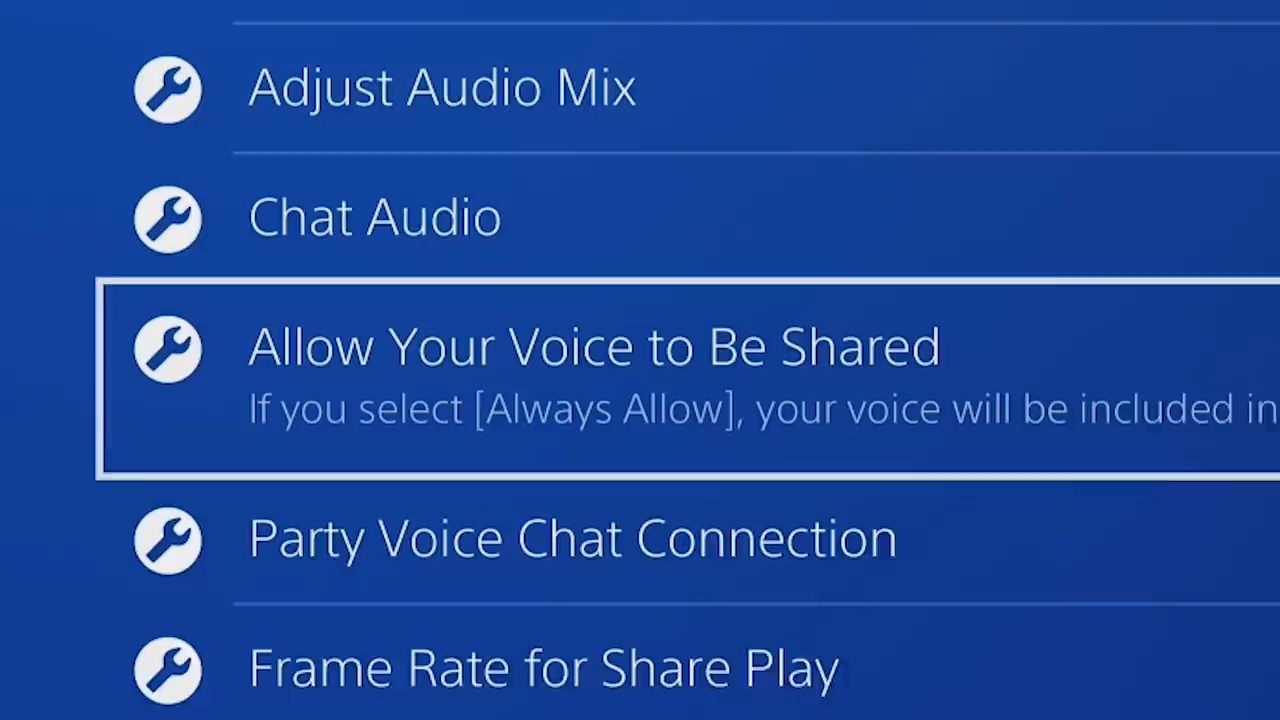 Adjust Audio Mix
Chat Audio
Allow Your Voice to Be Shared
If you select [Always Allow], your voice will be included in
Party Voice Chat Connection
Frame Rate for Share Play